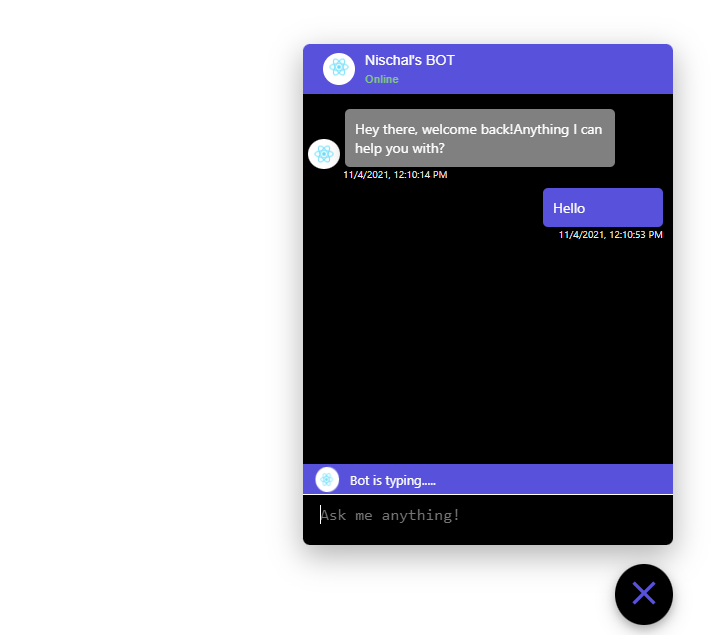 Nischal's BOT
Online
Hey there, welcome back!Anything I can
help you with?
11/4/2021, 12:10:14 PM
Hello
11/4/2021, 12:10:53 PM
Bot is typing.....
Ask me anything!